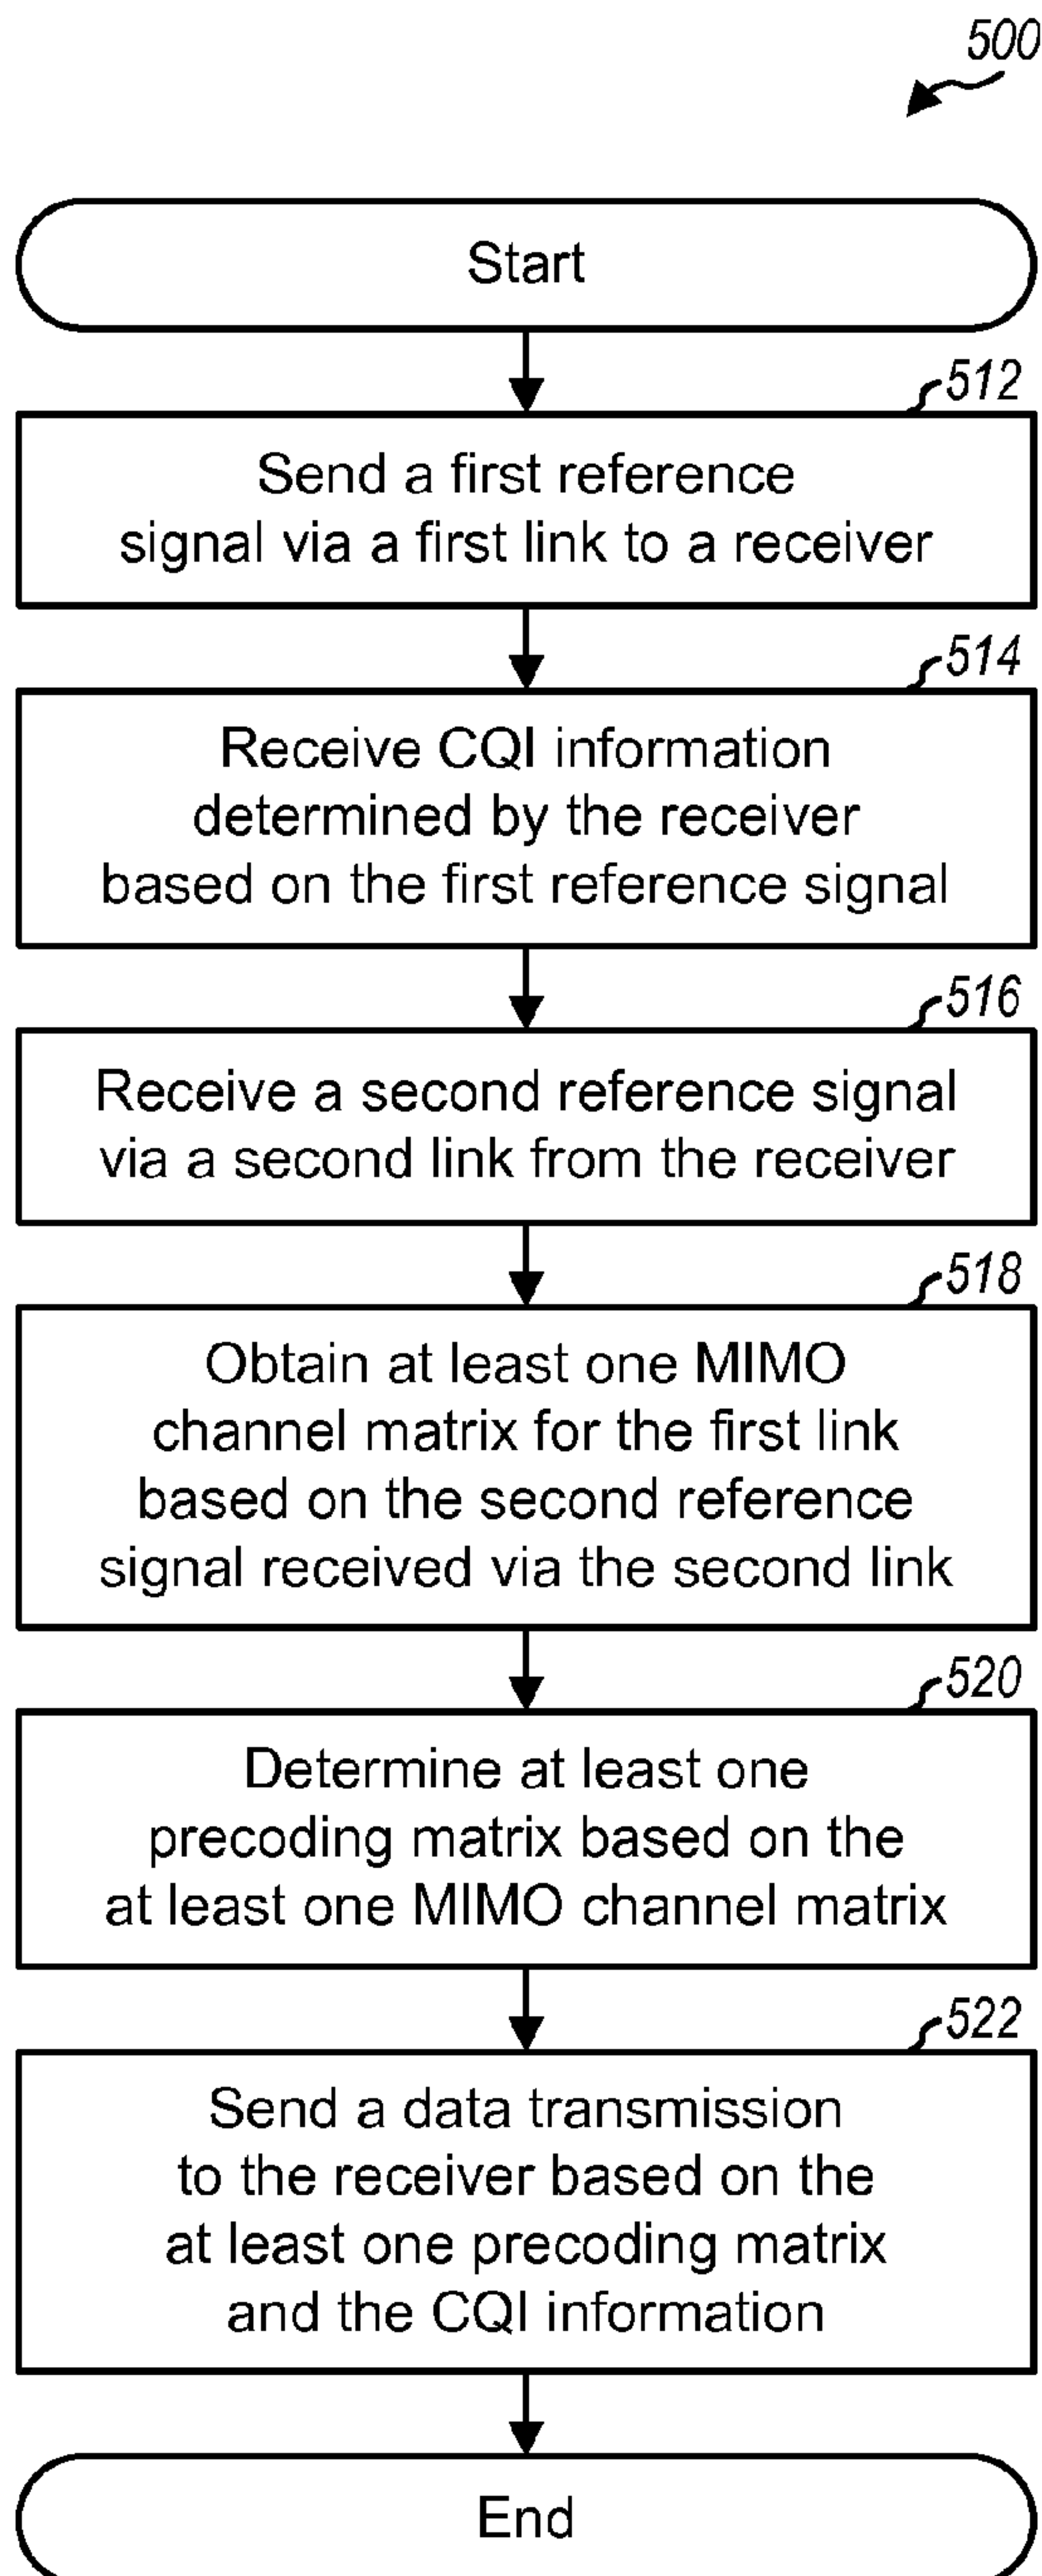 500
Start
512
Send a first reference
signal via a first link to a receiver
514
Receive CQI information
determined by the receiver
based on the first reference signal
516
Receive a second reference signal
via a second link from the receiver
518
Obtain at least one MIMO
channel matrix for the first link
based on the second reference
signal received via the second link
520
Determine at least one
precoding matrix based on the
at least one MIMO channel matrix
522
Send a data transmission
to the receiver based on the
at least one precoding matrix
and the CQI information
End